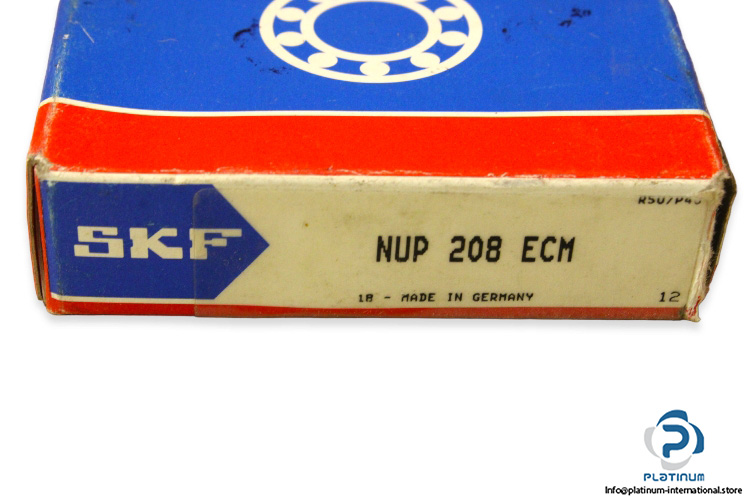 SKF
NUP 208 ECM
18 - MADE IN GERMANY
12
PLATINUM
Info@platinum-international.store